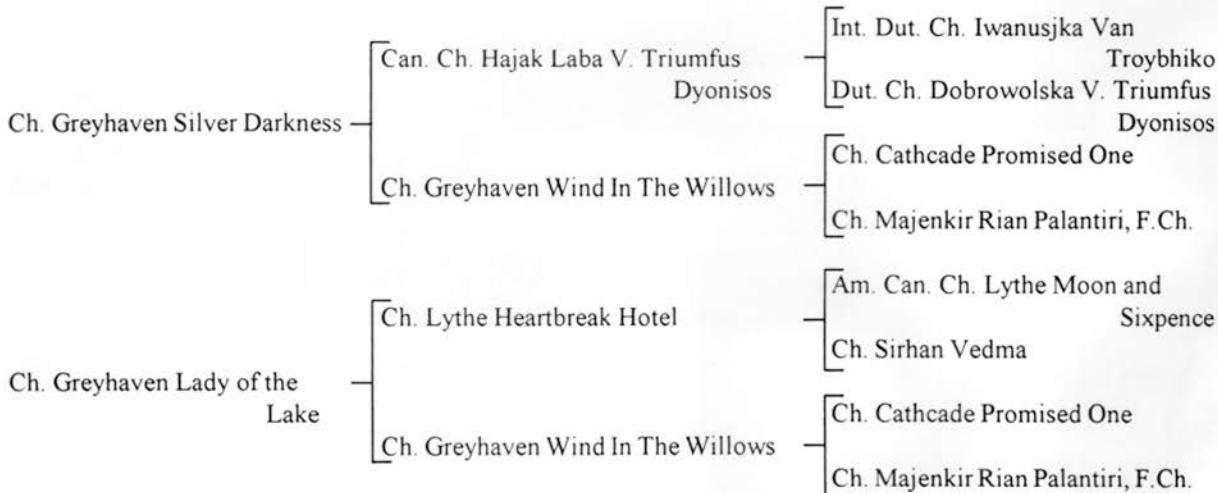 Int. Dut. Ch. Iwanusjka Van
Troybhiko
Can. Ch. Hajak Laba V. Triumfus
Dyonisos
Dut. Ch. Dobrowolska V. Triumfus
Dyonisos
Ch. Greyhaven Silver Darkness
Ch. Cathcade Promised One
Ch. Greyhaven Wind In The Willows
Ch. Majenkir Rian Palantiri, F.Ch.
Am. Can. Ch. Lythe Moon and
Sixpence
Ch. Lythe Heartbreak Hotel
Ch. Sirhan Vedma
Ch. Greyhaven Lady of the
Lake
Ch. Cathcade Promised One
Ch. Greyhaven Wind In The Willows
Ch. Majenkir Rian Palantiri, F.Ch.